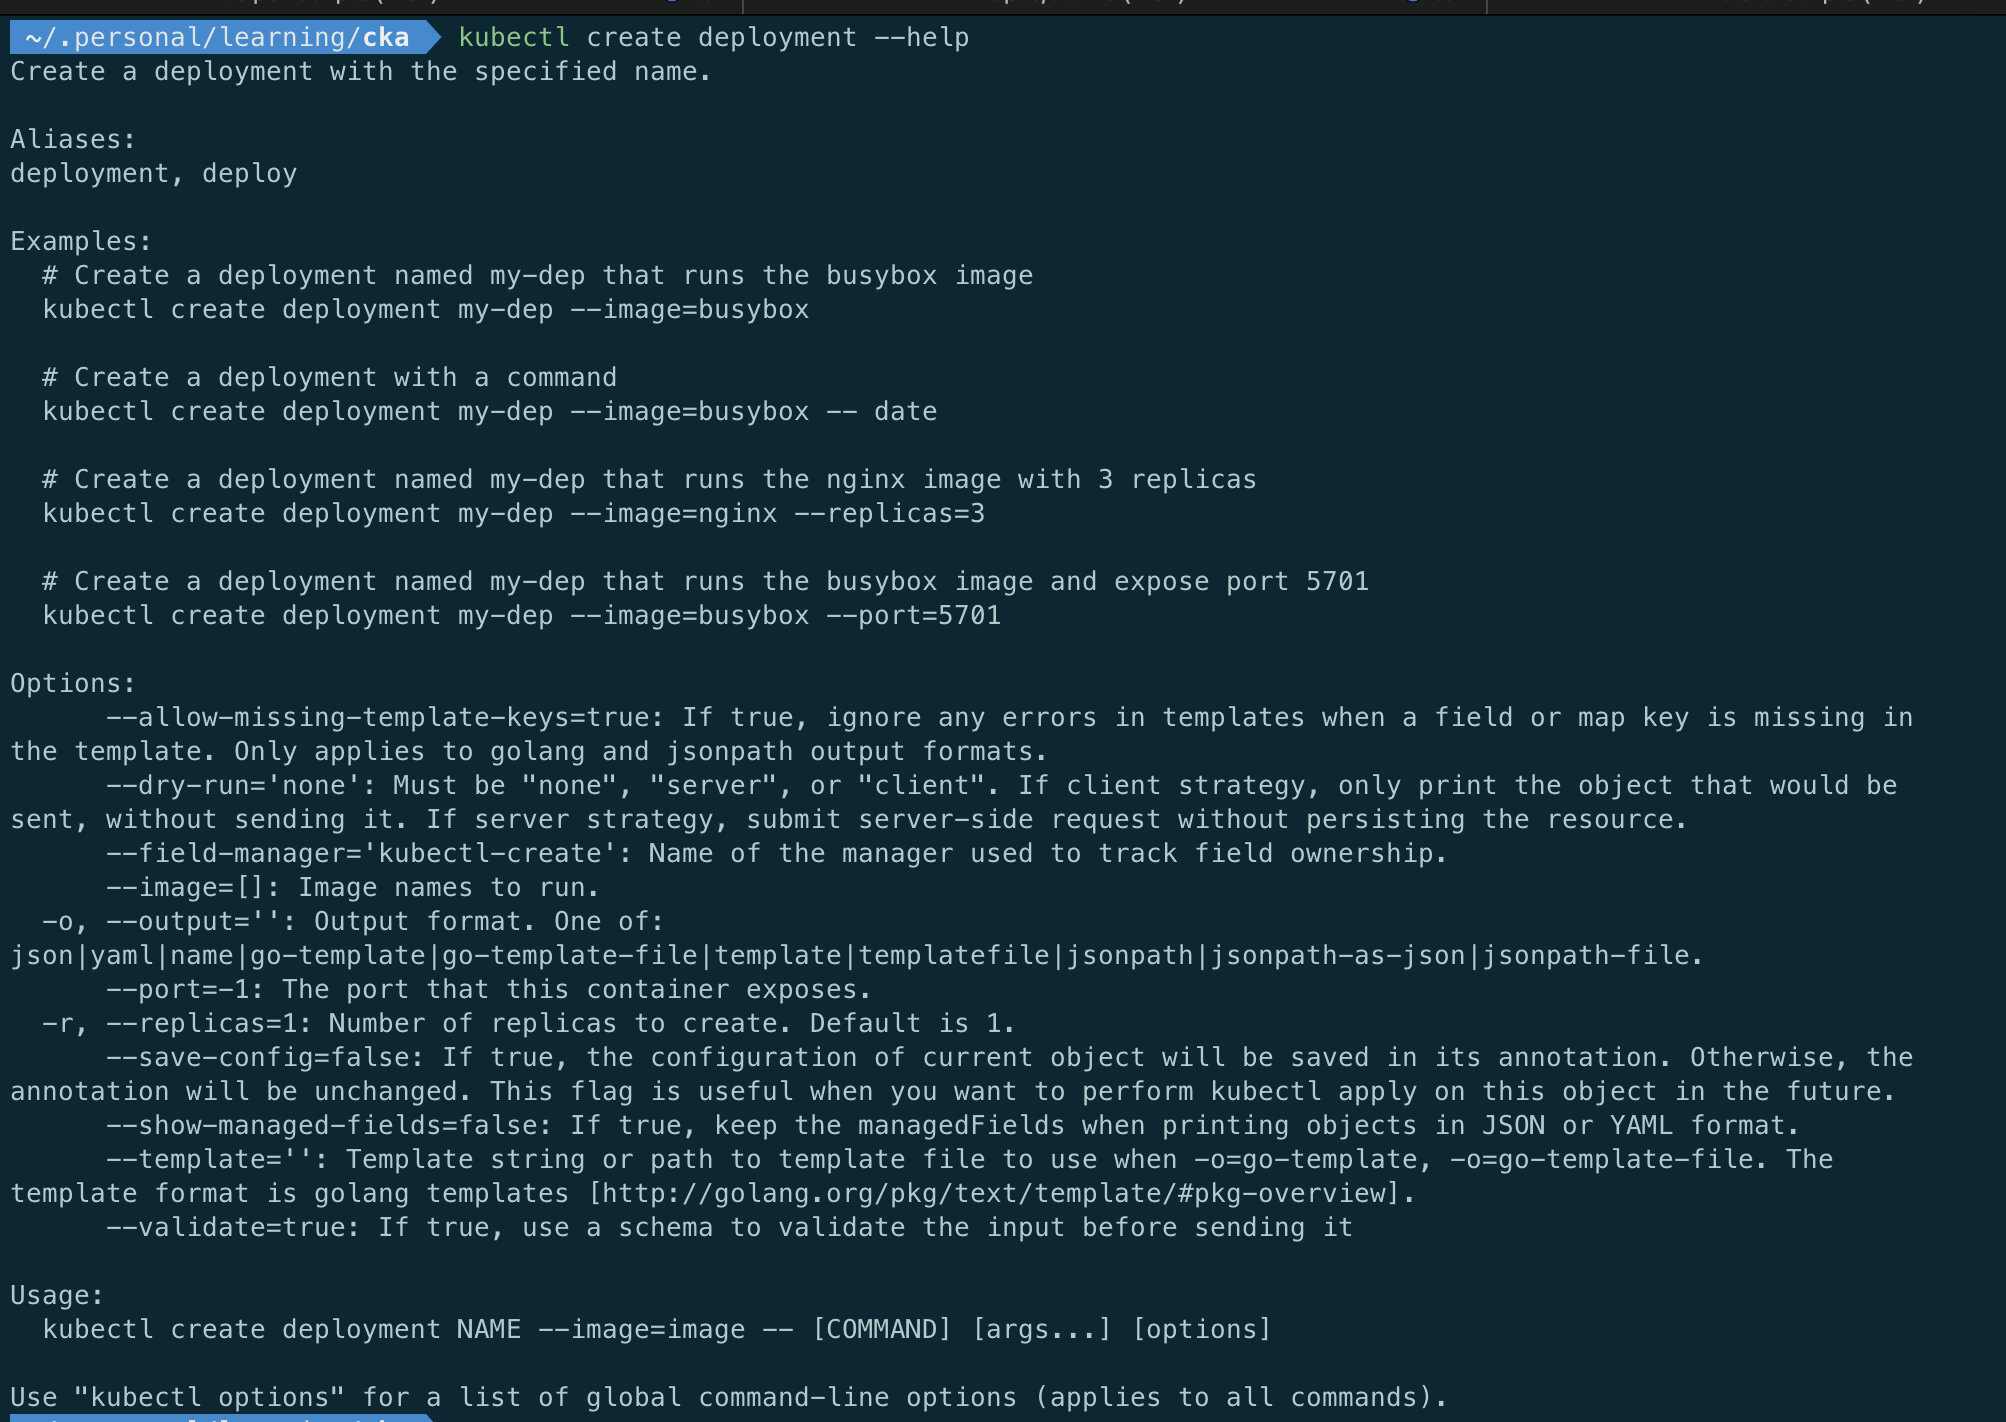 ~/.personal/learning/cka kubectl create deployment --help
Create a deployment with the specified name.

Aliases:
deployment, deploy

Examples:
  # Create a deployment named my-dep that runs the busybox image
  kubectl create deployment my-dep --image=busybox

  # Create a deployment with a command
  kubectl create deployment my-dep --image=busybox -- date

  # Create a deployment named my-dep that runs the nginx image with 3 replicas
  kubectl create deployment my-dep --image=nginx --replicas=3

  # Create a deployment named my-dep that runs the busybox image and expose port 5701
  kubectl create deployment my-dep --image=busybox --port=5701

Options:
      --allow-missing-template-keys=true: If true, ignore any errors in templates when a field or map key is missing in
the template. Only applies to golang and jsonpath output formats.
      --dry-run='none': Must be "none", "server", or "client". If client strategy, only print the object that would be
sent, without sending it. If server strategy, submit server-side request without persisting the resource.
      --field-manager='kubectl-create': Name of the manager used to track field ownership.
      --image=[]: Image names to run.
  -o, --output='': Output format. One of:
json|yaml|name|go-template|go-template-file|template|templatefile|jsonpath|jsonpath-as-json|jsonpath-file.
      --port=-1: The port that this container exposes.
  -r, --replicas=1: Number of replicas to create. Default is 1.
      --save-config=false: If true, the configuration of current object will be saved in its annotation. Otherwise, the
annotation will be unchanged. This flag is useful when you want to perform kubectl apply on this object in the future.
      --show-managed-fields=false: If true, keep the managedFields when printing objects in JSON or YAML format.
      --template='': Template string or path to template file to use when -o=go-template, -o=go-template-file. The
template format is golang templates [http://golang.org/pkg/text/template/#pkg-overview].
      --validate=true: If true, use a schema to validate the input before sending it

Usage:
  kubectl create deployment NAME --image=image -- [COMMAND] [args...] [options]

Use "kubectl options" for a list of global command-line options (applies to all commands).